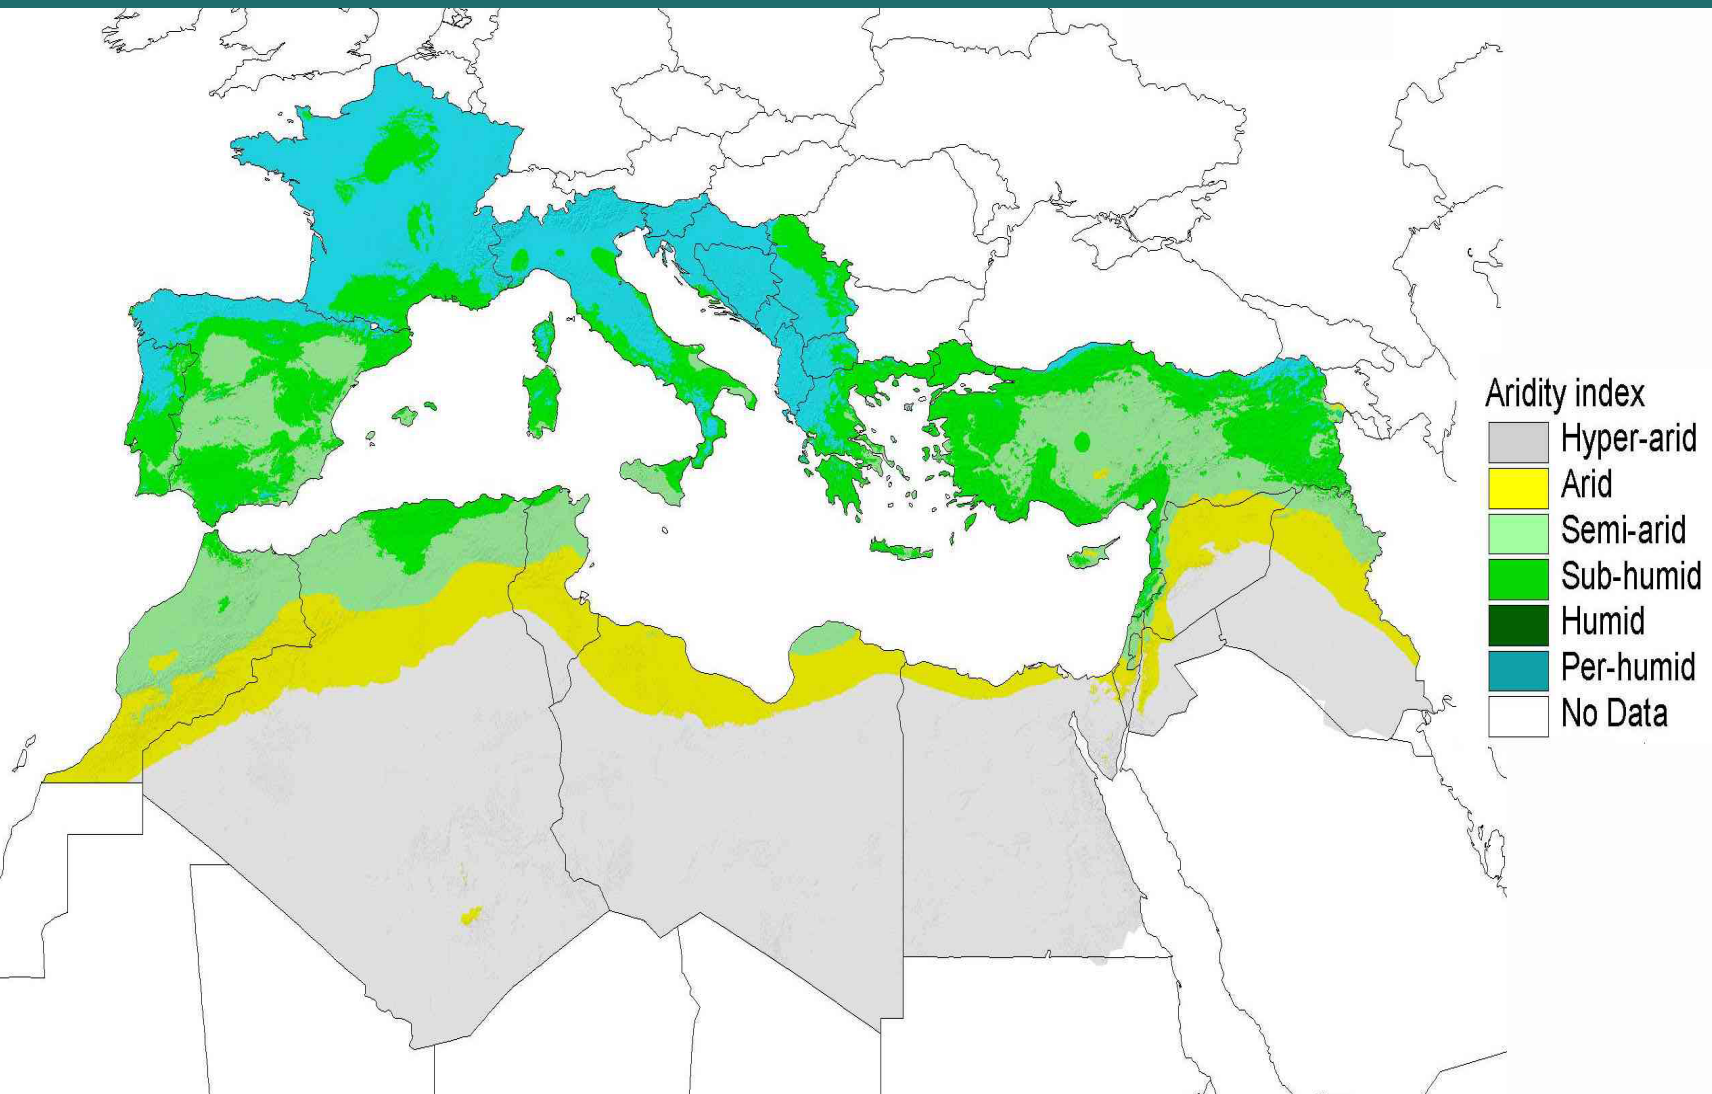 Aridity index
Hyper-arid
Arid
Semi-arid
Sub-humid
Humid
Per-humid
No Data